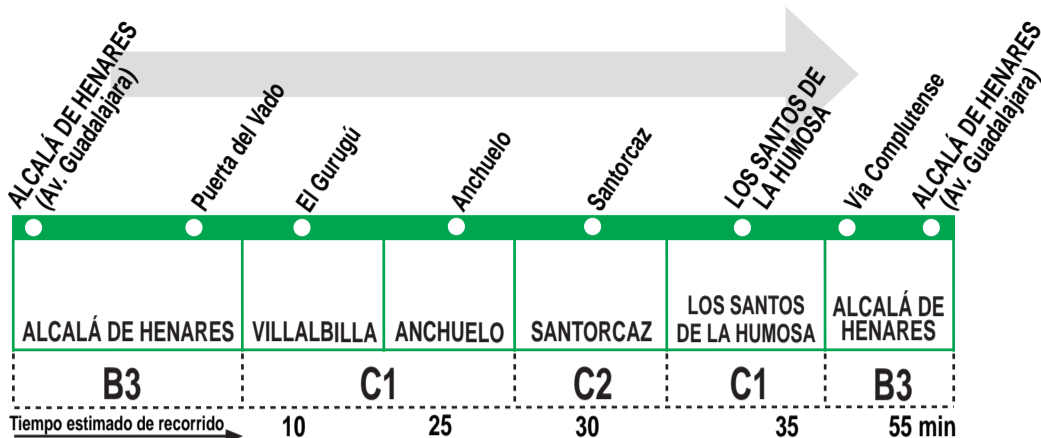 ALCALÁ DE HENARES
(Av. Guadalajara)
Puerta del Vado
El Gurugú
Anchuelo
Santorcaz
LOS SANTOS DE
LA HUMOSA
Vía Complutense
ALCALÁ DE HENARES
(Av. Guadalajara)
ALCALÁ DE HENARES
VILLALBILLA
ANCHUELO
SANTORCAZ
LOS SANTOS
DE LA HUMOSA
ALCALÁ DE
HENARES
B3
C1
C2
C1
B3
Tiempo estimado de recorrido 10 25 30 35 55 min